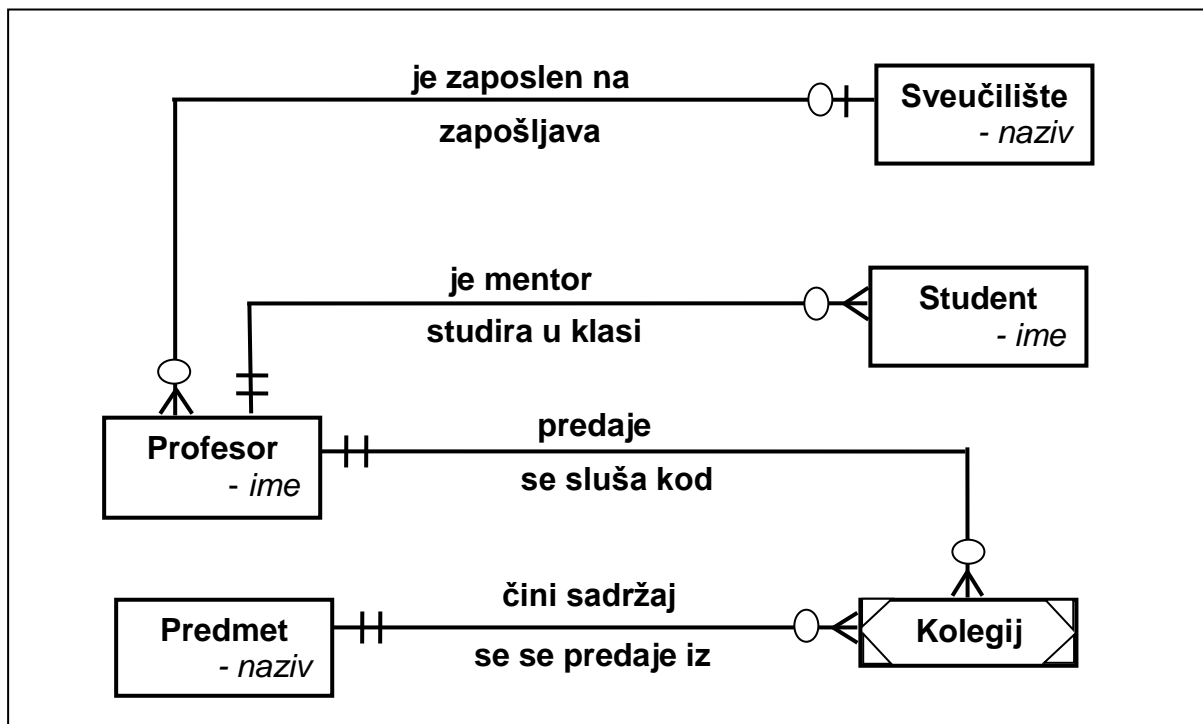 je zaposlen na
zapošljava
Sveučilište
- naziv
je mentor
studira u klasi
Student
- ime
Profesor
- ime
predaje
se sluša kod
Predmet
- naziv
čini sadržaj
se se predaje iz
Kolegij